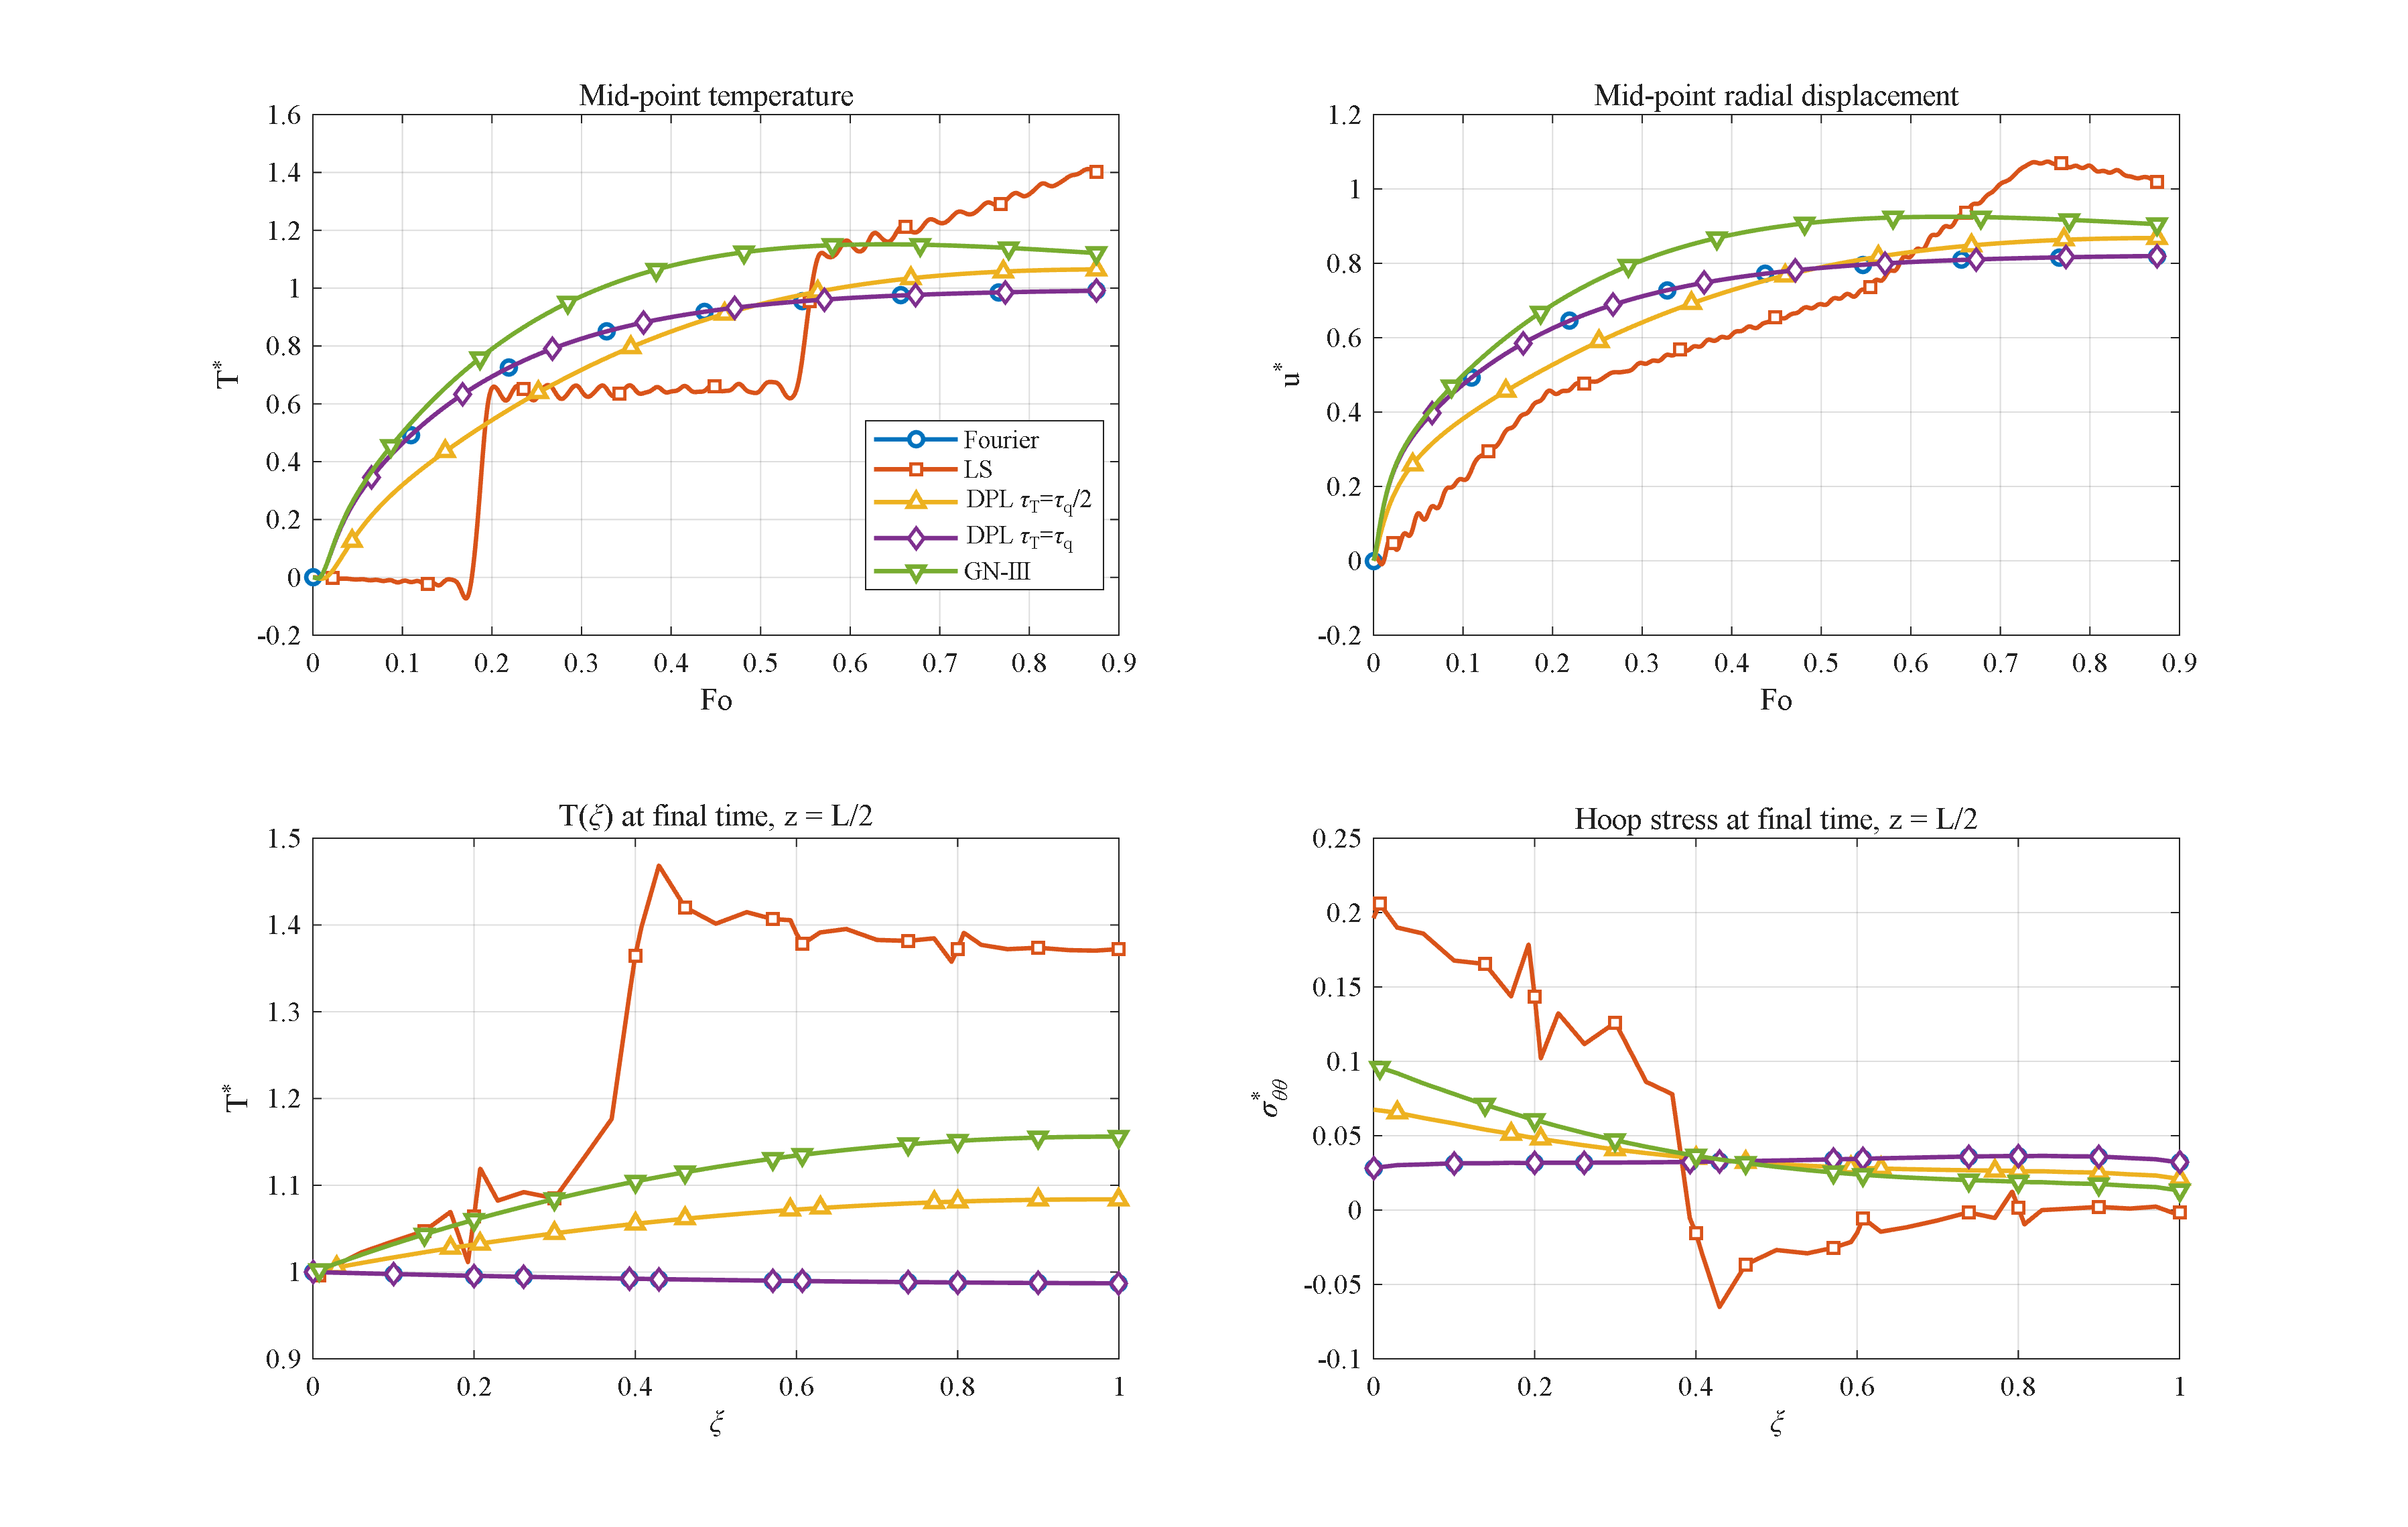 Mid-point temperature
1.6
1.4
1.2
1
0.8
0.6
0.4
0.2
0
-0.2
T*
Fourier
LS
DPL τT=τq/2
DPL τT=τq
GN-III
0 0.1 0.2 0.3 0.4 0.5 0.6 0.7 0.8 0.9
Fo
Mid-point radial displacement
1.2
1
0.8
0.6
0.4
0.2
0
-0.2
u*
0 0.1 0.2 0.3 0.4 0.5 0.6 0.7 0.8 0.9
Fo
T(ξ) at final time, z = L/2
1.5
1.4
1.3
1.2
1.1
1
0.9
T*
0 0.2 0.4 0.6 0.8 1
ξ
Hoop stress at final time, z = L/2
0.25
0.2
0.15
0.1
0.05
0
-0.05
-0.1
σ*θθ
0 0.2 0.4 0.6 0.8 1
ξ